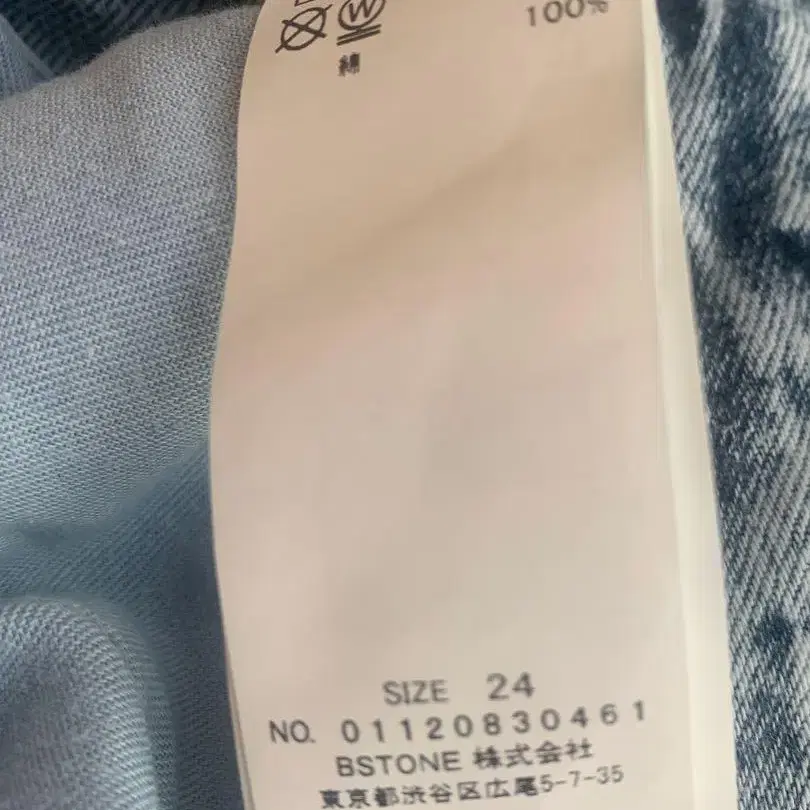 W
100%
綿
SIZE 24
NO. 01120830461
BSTONE 株式会社
東京都渋谷区広尾5-7-35